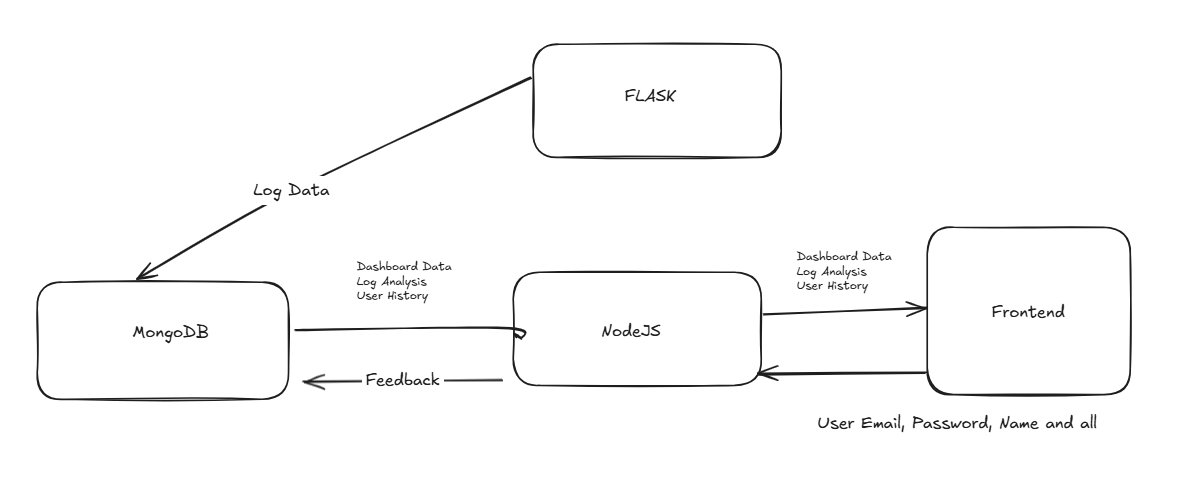 FLASK
Log Data
Dashboard Data
Log Analysis
User History
Dashboard Data
Log Analysis
User History
MongoDB
NodeJS
Frontend
Feedback
User Email, Password, Name and all